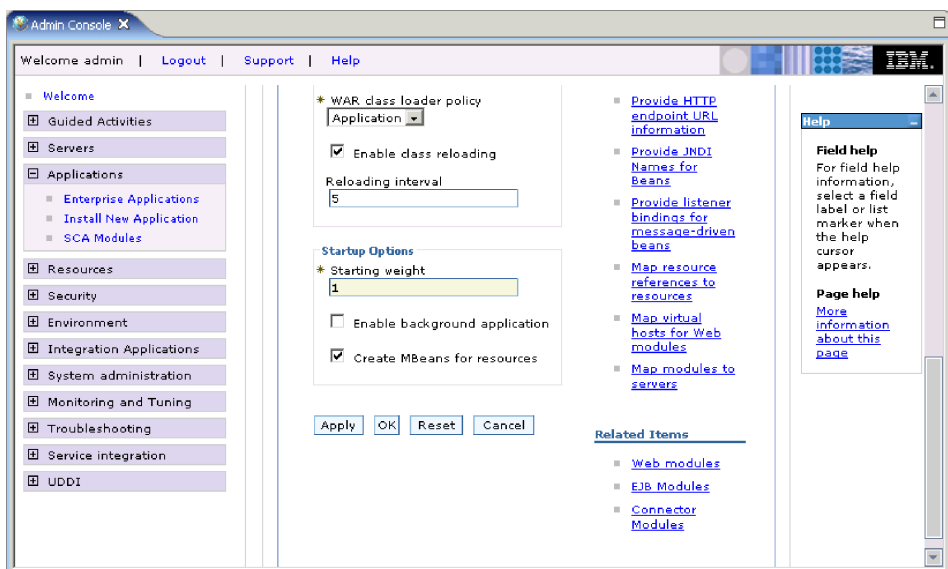 Admin Console
Welcome admin | Logout | Support | Help
IBM.
Welcome
Guided Activities
Servers
Applications
Enterprise Applications
Install New Application
SCA Modules
Resources
Security
Environment
Integration Applications
System administration
Monitoring and Tuning
Troubleshooting
Service integration
UDDI
* WAR class loader policy
Application
Enable class reloading
Reloading interval
5
Startup Options
* Starting weight
1
Enable background application
Create MBeans for resources
Apply OK Reset Cancel
Provide HTTP
endpoint URL
information
Provide JNDI
Names for
Beans
Provide listener
bindings for
message-driven
beans
Map resource
references to
resources
Map virtual
hosts for Web
modules
Map modules to
servers
Related Items
Web modules
EJB Modules
Connector
Modules
Help
Field help
For field help
information,
select a field
label or list
marker when
the help
cursor
appears.
Page help
More
information
about this
page